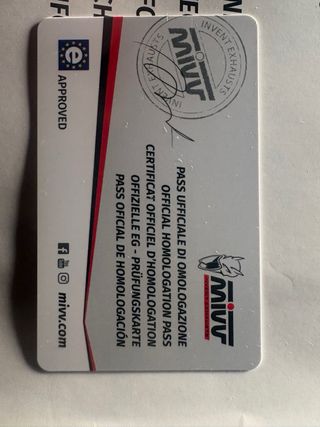 INVENT EXHAUSTS
mivv
mivv
PASS UFFICIALE DI OMOLOGAZIONE
OFFICIAL HOMOLOGATION PASS
CERTIFICAT OFFICIEL D'HOMOLOGATION
OFFIZIELLE EG - PRÜFUNGSKARTE
PASS OFICIAL DE HOMOLOGACIÓN
e
APPROVED
mivv.com